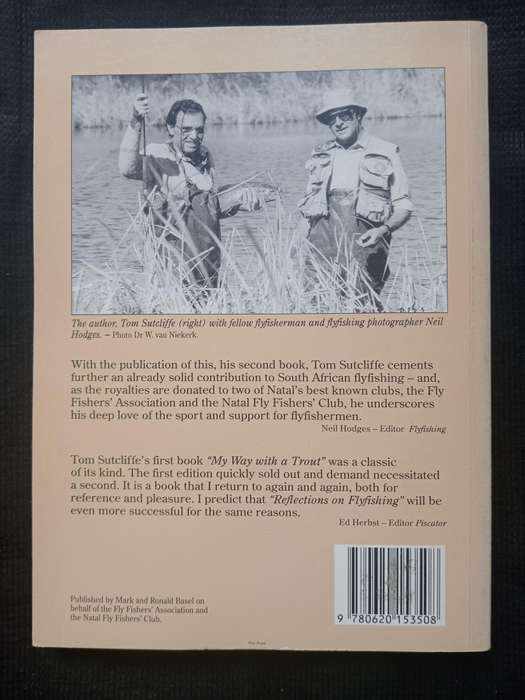 The author, Tom Sutcliffe (right) with fellow flyfisherman and flyfishing photographer Neil
Hodges. – Photo Dr W. van Niekerk.
With the publication of this, his second book, Tom Sutcliffe cements
further an already solid contribution to South African flyfishing – and,
as the royalties are donated to two of Natal's best known clubs, the Fly
Fishers' Association and the Natal Fly Fishers' Club, he underscores
his deep love of the sport and support for flyfishermen.
Neil Hodges – Editor Flyfishing
Tom Sutcliffe's first book "My Way with a Trout" was a classic
of its kind. The first edition quickly sold out and demand necessitated
a second. It is a book that I return to again and again, both for
reference and pleasure. I predict that "Reflections on Flyfishing" will be
even more successful for the same reasons.
Ed Herbst – Editor Piscator
Published by Mark and Ronald Basel on
behalf of the Fly Fishers' Association and
the Natal Fly Fishers' Club.
9 780620 153508